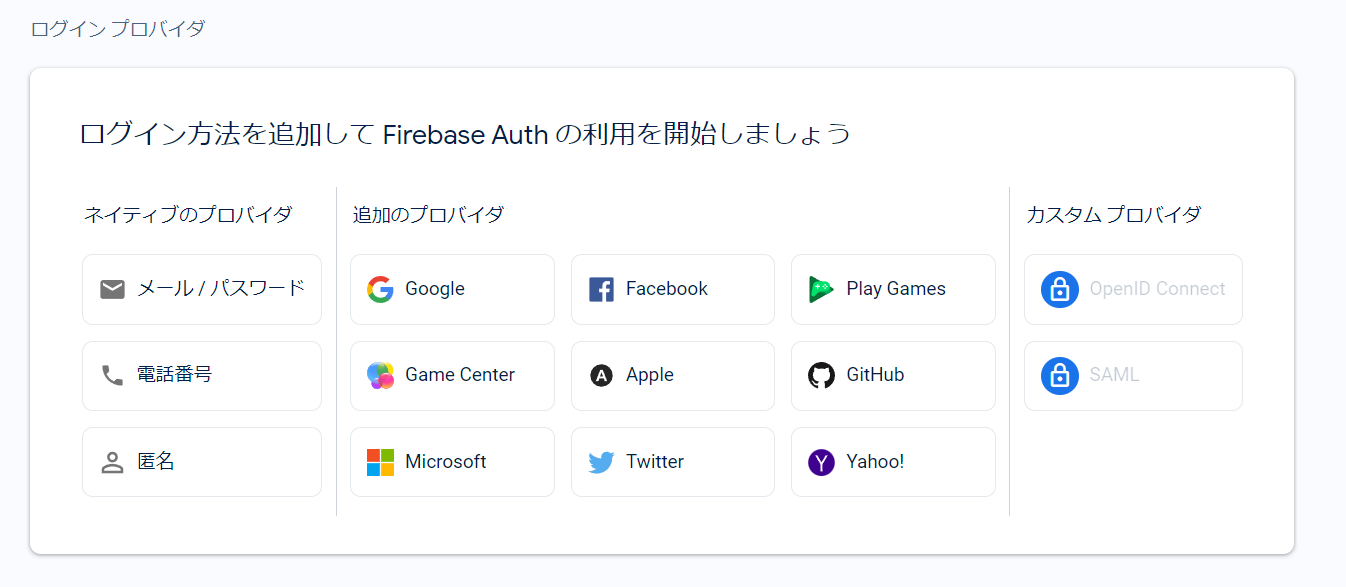 ログイン プロバイダ
ログイン方法を追加して Firebase Auth の利用を開始しましょう
ネイティブのプロバイダ
メール / パスワード
電話番号
匿名
追加のプロバイダ
Google
Facebook
Play Games
Game Center
Apple
GitHub
Microsoft
Twitter
Yahoo!
カスタム プロバイダ
OpenID Connect
SAML